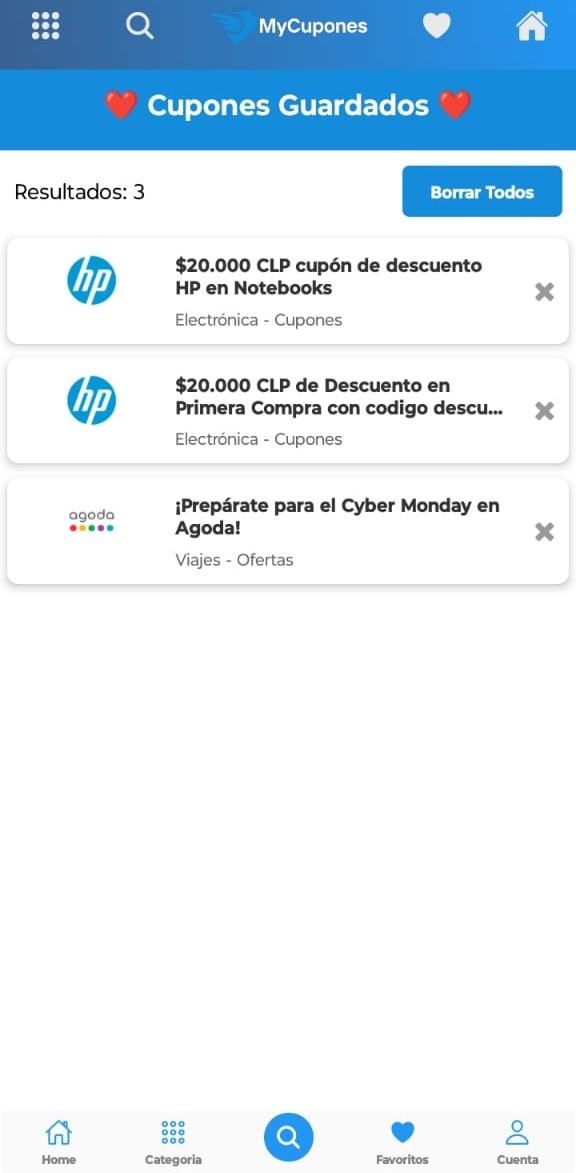 MyCupones
Cupones Guardados
Resultados: 3
Borrar Todos
hp
$20.000 CLP cupón de descuento
HP en Notebooks
Electrónica - Cupones
hp
$20.000 CLP de Descuento en
Primera Compra con codigo descu...
Electrónica - Cupones
agoda
¡Prepárate para el Cyber Monday en
Agoda!
Viajes - Ofertas
Home
Categoria
Favoritos
Cuenta